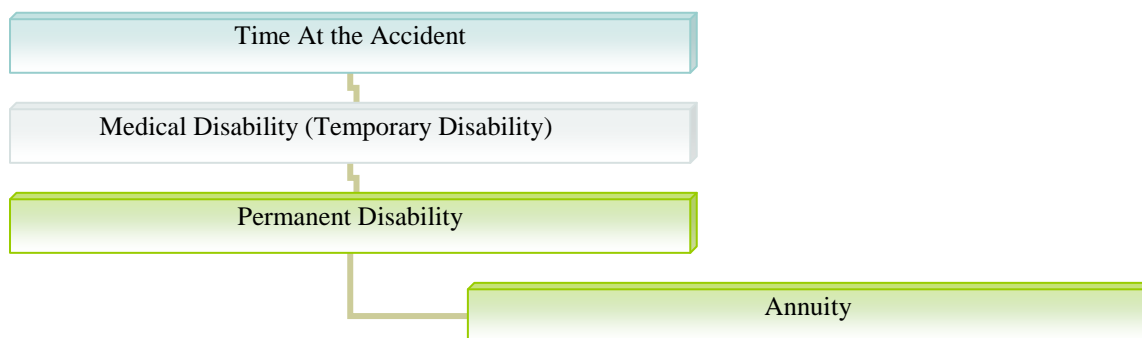 Time At the Accident
Medical Disability (Temporary Disability)
Permanent Disability
Annuity